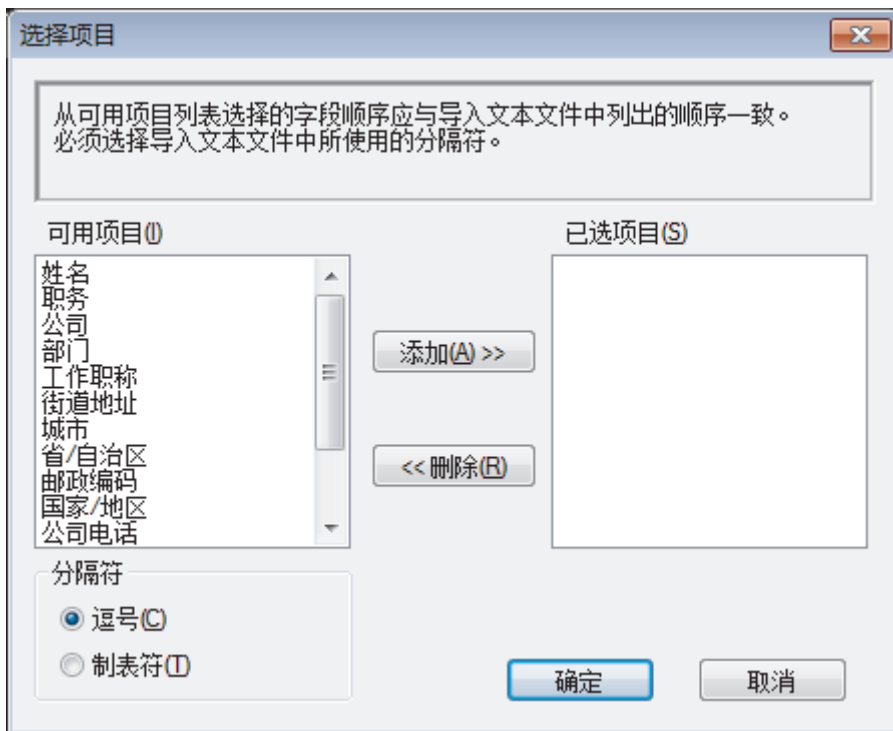 选择项目
从可用项目列表选择的字段顺序应与导入文本文件中列出的顺序一致。
必须选择导入文本文件中所使用的分隔符。
可用项目(I)
已选项目(S)
姓名
职务
公司
部门
工作职称
街道地址
城市
省/自治区
邮政编码
国家/地区
公司电话
添加(A) >>
<< 删除(R)
分隔符
逗号(C)
制表符(T)
确定
取消